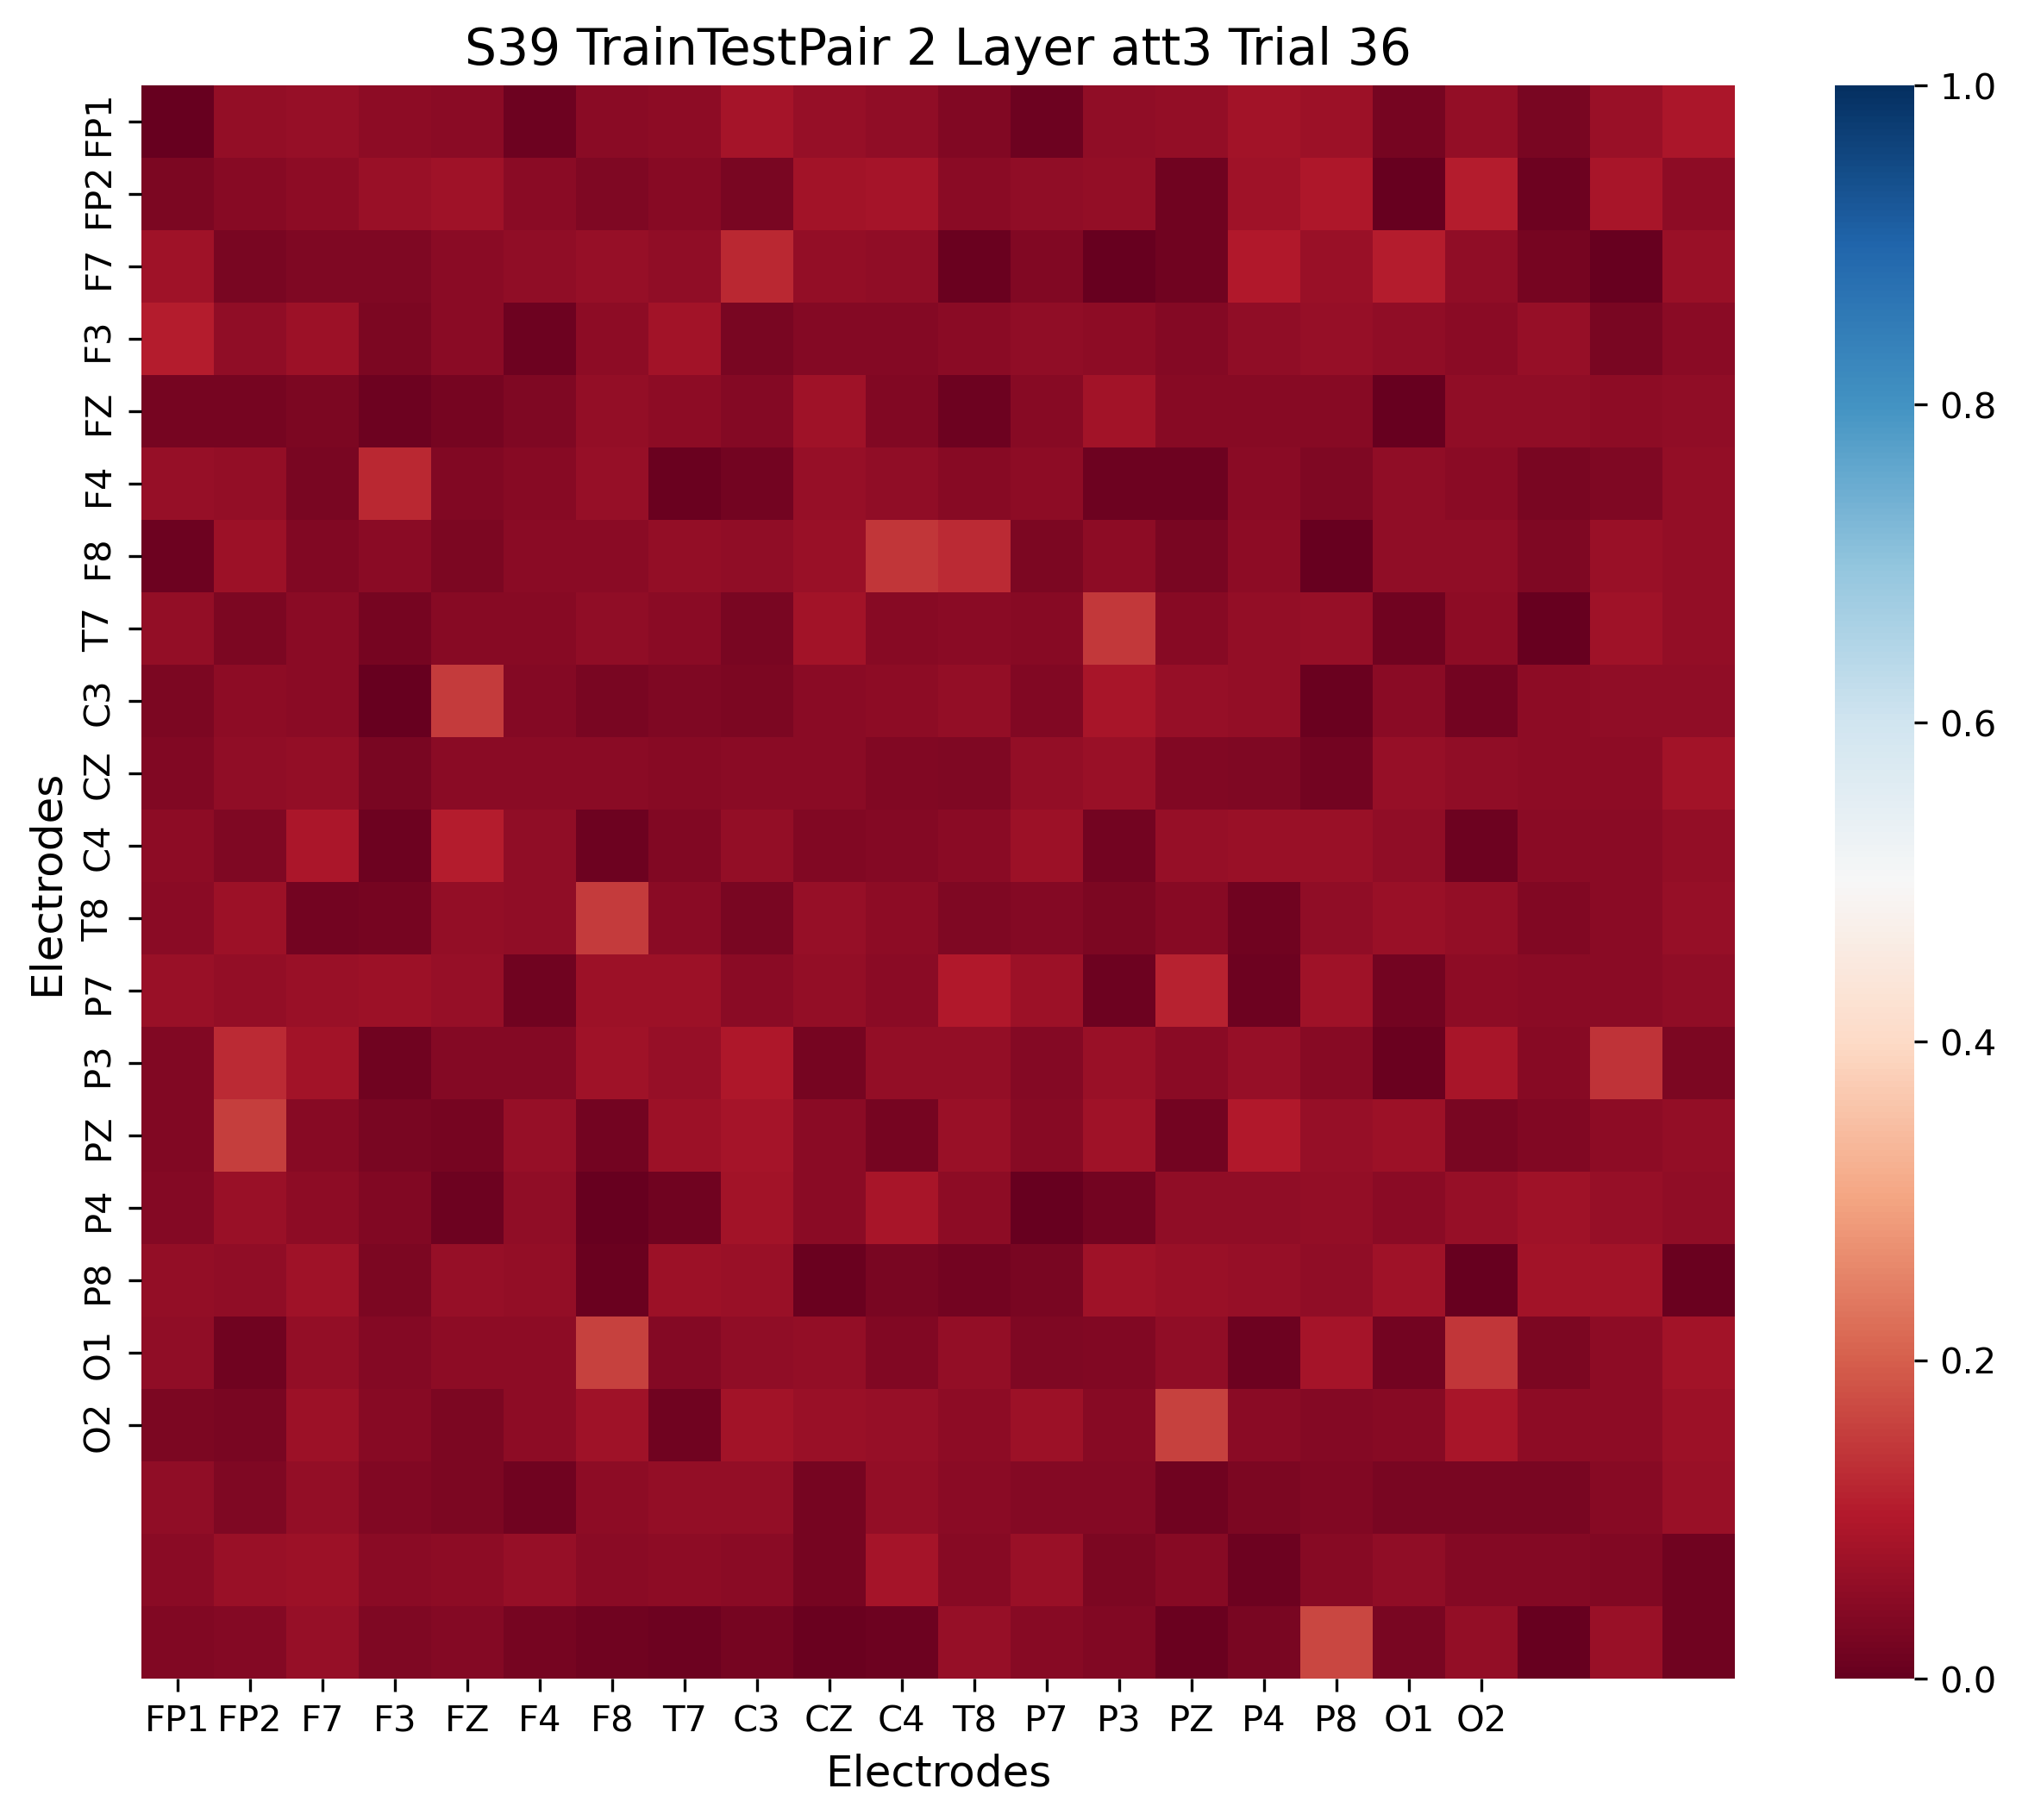 S39 TrainTestPair 2 Layer att3 Trial 36
Electrodes
FP1
FP2
F7
F3
FZ
F4
F8
T7
C3
CZ
C4
T8
P7
P3
PZ
P4
P8
O1
O2
FP1 FP2 F7 F3 FZ F4 F8 T7 C3 CZ C4 T8 P7 P3 PZ P4 P8 O1 O2
Electrodes
1.0
0.8
0.6
0.4
0.2
0.0